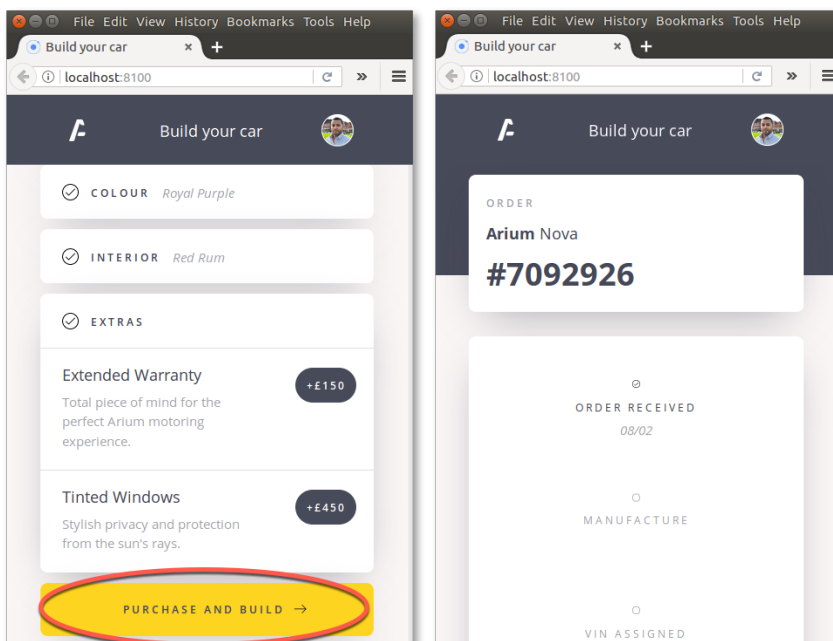 File Edit View History Bookmarks Tools Help
Build your car
localhost:8100
Build your car
COLOUR Royal Purple
INTERIOR Red Rum
EXTRAS
Extended Warranty
+£150
Total piece of mind for the
perfect Arium motoring
experience.
Tinted Windows
+£450
Stylish privacy and protection
from the sun's rays.
PURCHASE AND BUILD →
File Edit View History Bookmarks Tools Help
Build your car
localhost:8100
Build your car
ORDER
Arium Nova
#7092926
ORDER RECEIVED
08/02
MANUFACTURE
VIN ASSIGNED